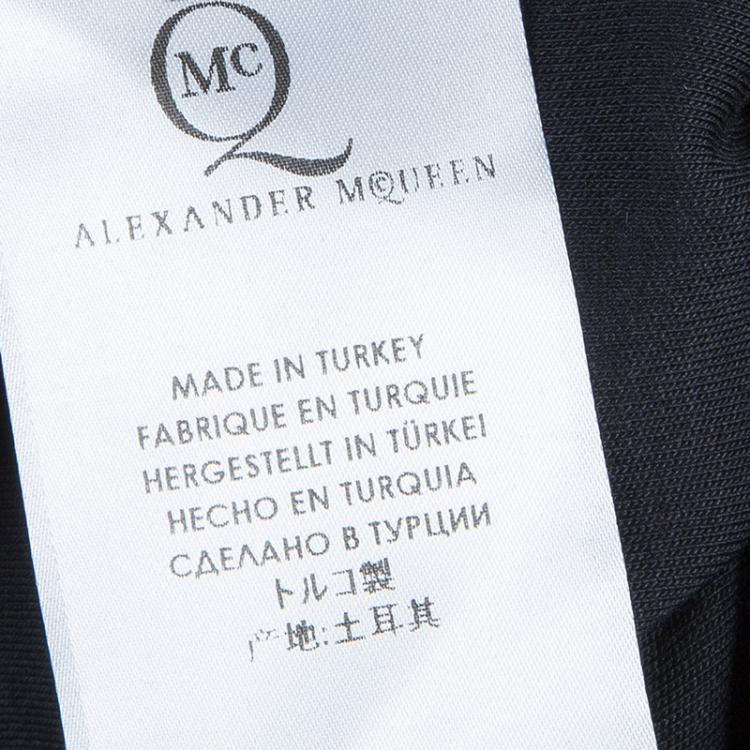 McQ
ALEXANDER MCQUEEN
MADE IN TURKEY
FABRIQUE EN TURQUIE
HERGESTELLT IN TÜRKEI
HECHO EN TURQUIA
СДЕЛАНО В ТУРЦИИ
トルコ製
产地:土耳其